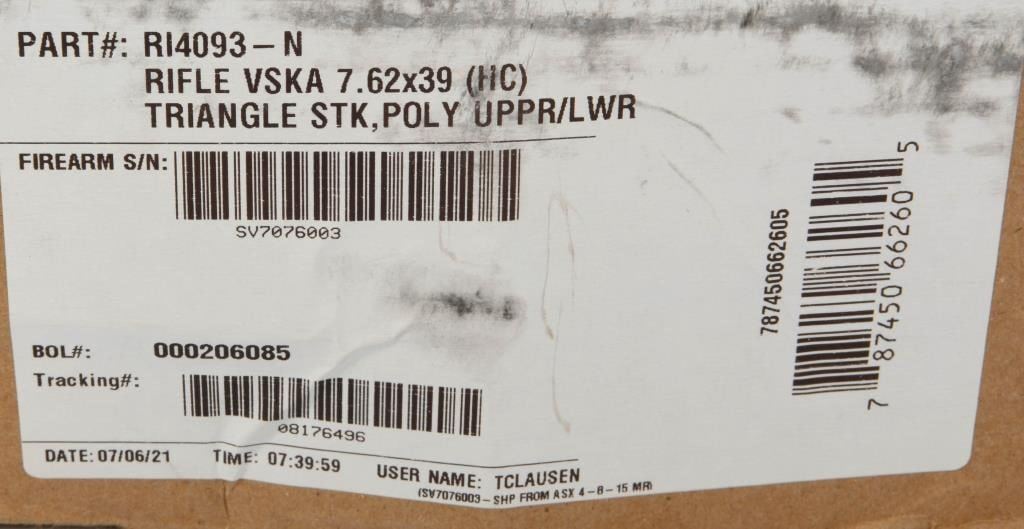 PART#: RI4093-N
RIFLE VSKA 7.62x39 (HC)
TRIANGLE STK,POLY UPPR/LWR
FIREARM S/N:
SV7076003
787450662605
7 87450 66260 5
BOL#: 000206085
Tracking#:
08176496
DATE: 07/06/21 TIME: 07:39:59 USER NAME: TCLAUSEN
(SV7076003-SHP FROM ASX 4-8-15 MR)